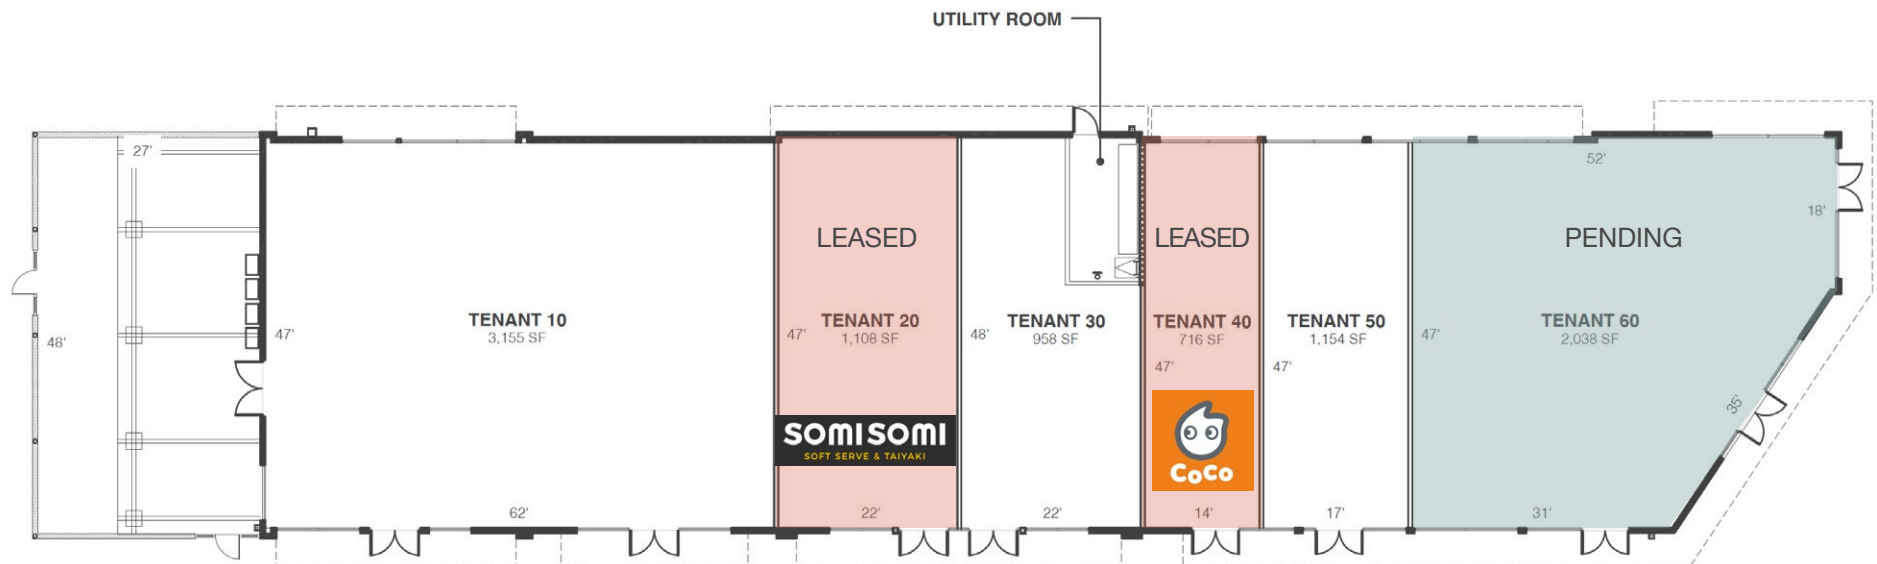 UTILITY ROOM
27'
52'
18'
LEASED
LEASED
PENDING
TENANT 10
3,155 SF
TENANT 20
1,108 SF
TENANT 30
958 SF
TENANT 40
716 SF
TENANT 50
1,154 SF
TENANT 60
2,038 SF
48'
47'
47'
48'
47'
47'
47'
35'
SOMISOMI
SOFT SERVE & TAIYAKI
CoCo
62'
22'
22'
14'
17'
31'